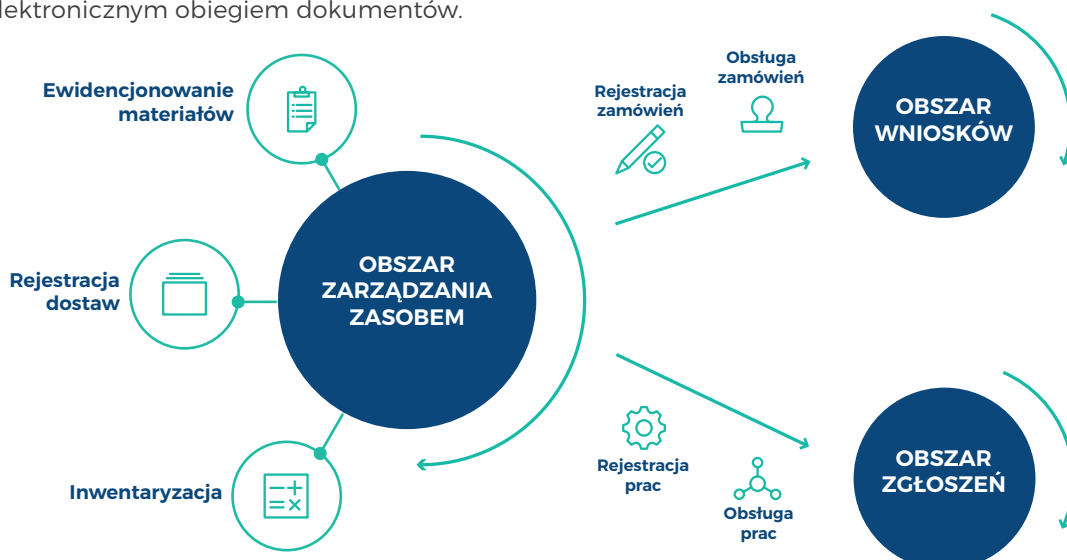 elektronicznym obiegiem dokumentów.
Ewidencjonowanie
materiałów
Rejestracja
dostaw
Inwentaryzacja
OBSZAR
ZARZĄDZANIA
ZASOBEM
Rejestracja
zamówień
Obsługa
zamówień
OBSZAR
WNIOSKÓW
Rejestracja
prac
Obsługa
prac
OBSZAR
ZGŁOSZEŃ